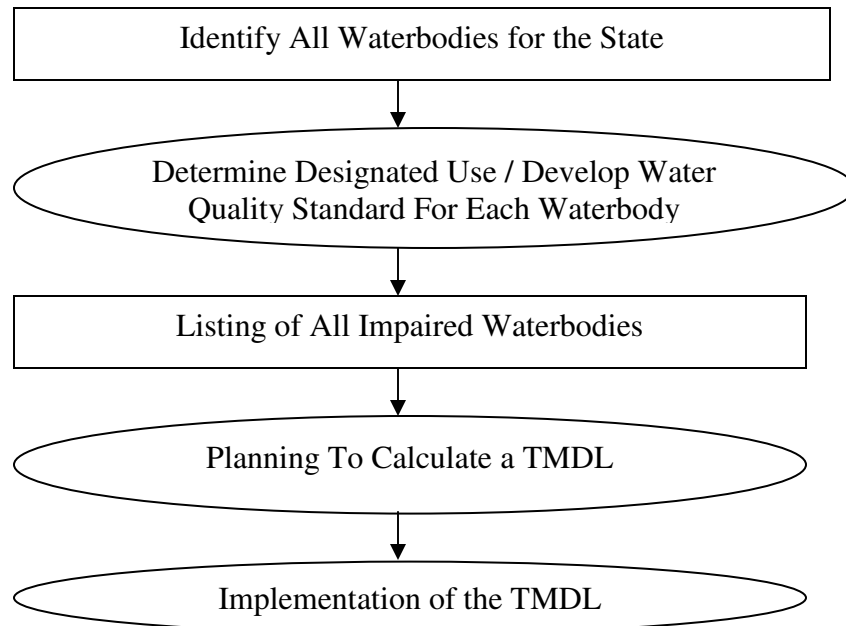 Identify All Waterbodies for the State
Determine Designated Use / Develop Water
Quality Standard For Each Waterbody
Listing of All Impaired Waterbodies
Planning To Calculate a TMDL
Implementation of the TMDL